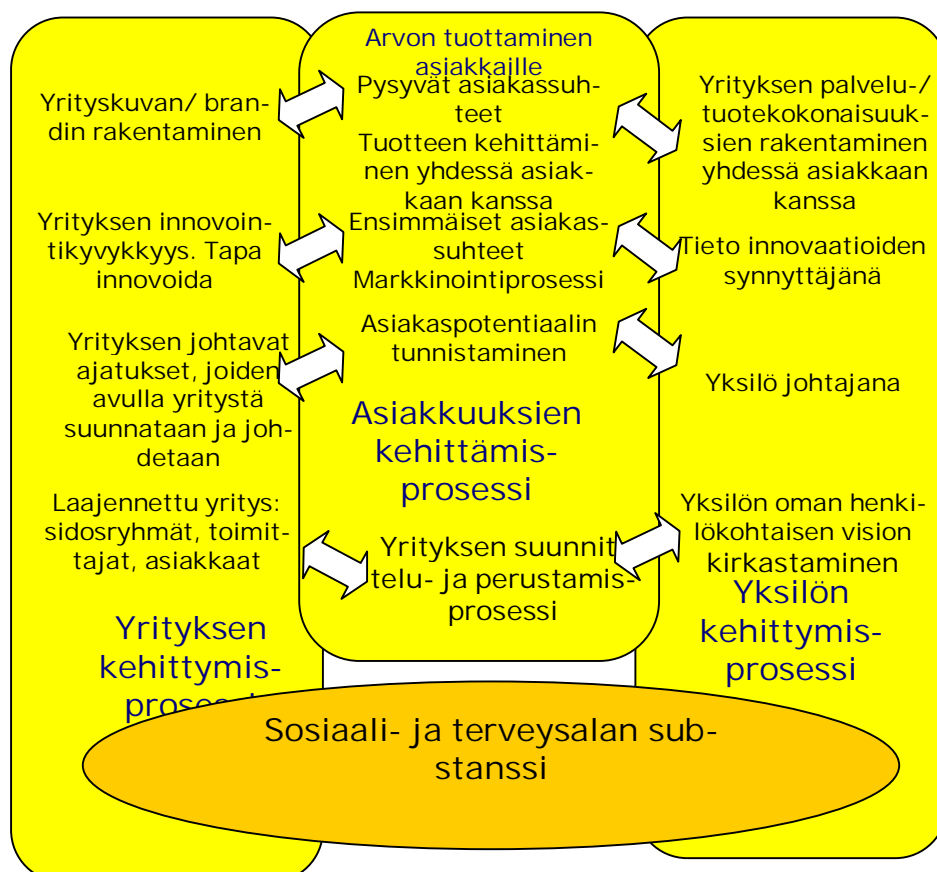 Yrityskuvan/ bran-
din rakentaminen
Yrityksen innovoin-
tikyvykkyys. Tapa
innovoida
Yrityksen johtavat
ajatukset, joiden
avulla yritystä
suunnataan ja joh-
detaan
Laajennettu yritys:
sidosryhmät, toimit-
tajat, asiakkaat
Yrityksen
kehittymis-
Arvon tuottaminen
asiakkaille
Pysyvät asiakassuh-
teet
Tuotteen kehittämi-
nen yhdessä asiak-
kaan kanssa
Ensimmäiset asiakas-
suhteet
Markkinointiprosessi
Asiakaspotentiaalin
tunnistaminen
Asiakkuuksien
kehittämis-
prosessi
Yrityksen suunnit
telu- ja perustamis-
prosessi
Yrityksen palvelu-/
tuotekokonaisuuk-
sien rakentaminen
yhdessä asiakkaan
kanssa
Tieto innovaatioiden
synnyttäjänä
Yksilö johtajana
Yksilön oman henki-
lökohtaisen vision
kirkastaminen
Yksilön
kehittymis-
prosessi
Sosiaali- ja terveysalan sub-
stanssi